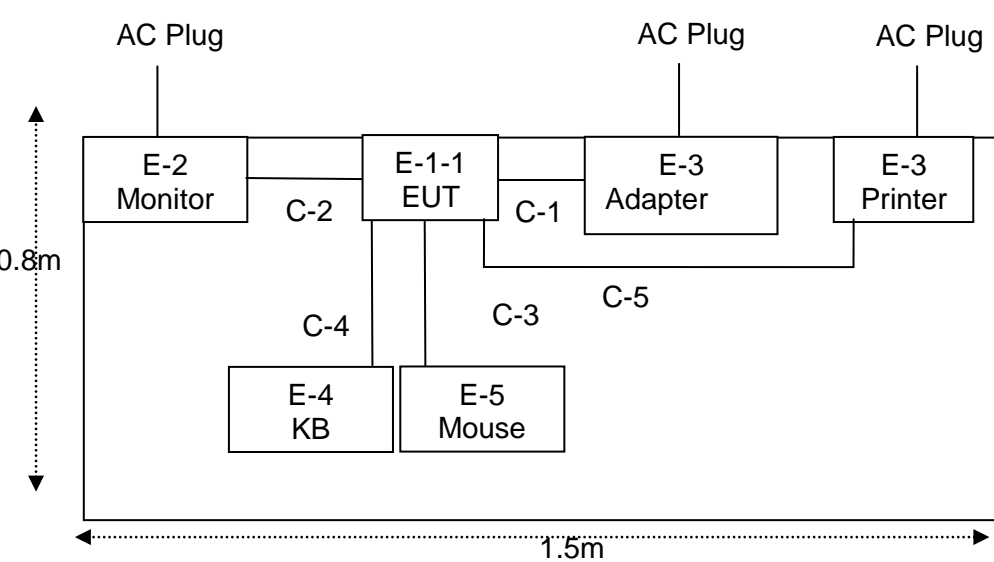 AC Plug
AC Plug
AC Plug
E-2
Monitor
E-1-1
EUT
E-3
Adapter
E-3
Printer
C-2
C-1
0.8m
C-5
C-3
C-4
E-4
KB
E-5
Mouse
1.5m